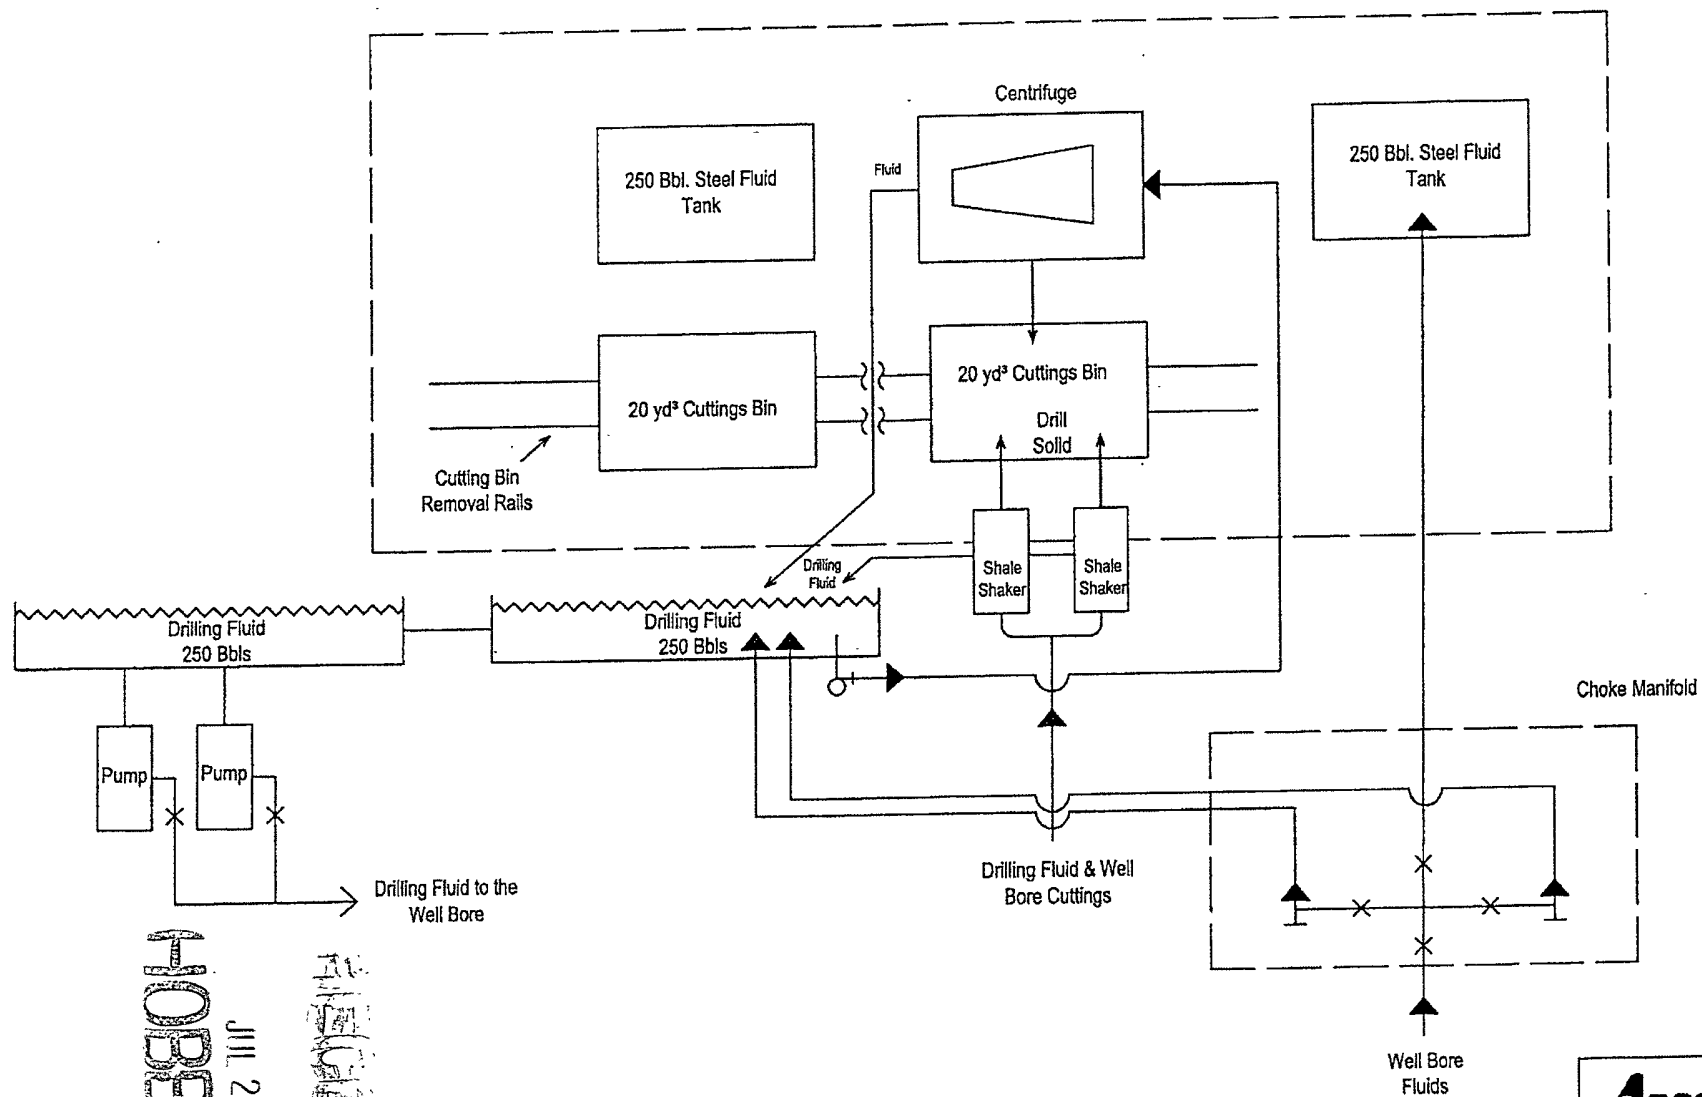 Centrifuge
250 Bbl. Steel Fluid
Tank
Fluid
250 Bbl. Steel Fluid
Tank
20 yd³ Cuttings Bin
20 yd³ Cuttings Bin
Drill
Solid
Cutting Bin
Removal Rails
Drilling
Fluid
Shale
Shaker
Shale
Shaker
Drilling Fluid
250 Bbls
Drilling Fluid
250 Bbls
Choke Manifold
Pump
Pump
Drilling Fluid & Well
Bore Cuttings
Drilling Fluid to the
Well Bore
Well Bore
Fluids
JUL 2